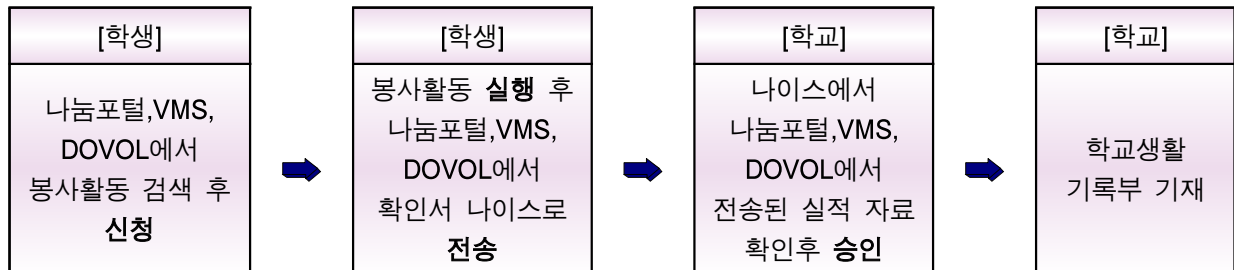 [학생]
나눔포털,VMS,
DOVOL에서
봉사활동 검색 후
신청
[학생]
봉사활동 실행 후
나눔포털,VMS,
DOVOL에서
확인서 나이스로
전송
[학교]
나이스에서
나눔포털,VMS,
DOVOL에서
전송된 실적 자료
확인후 승인
[학교]
학교생활
기록부 기재